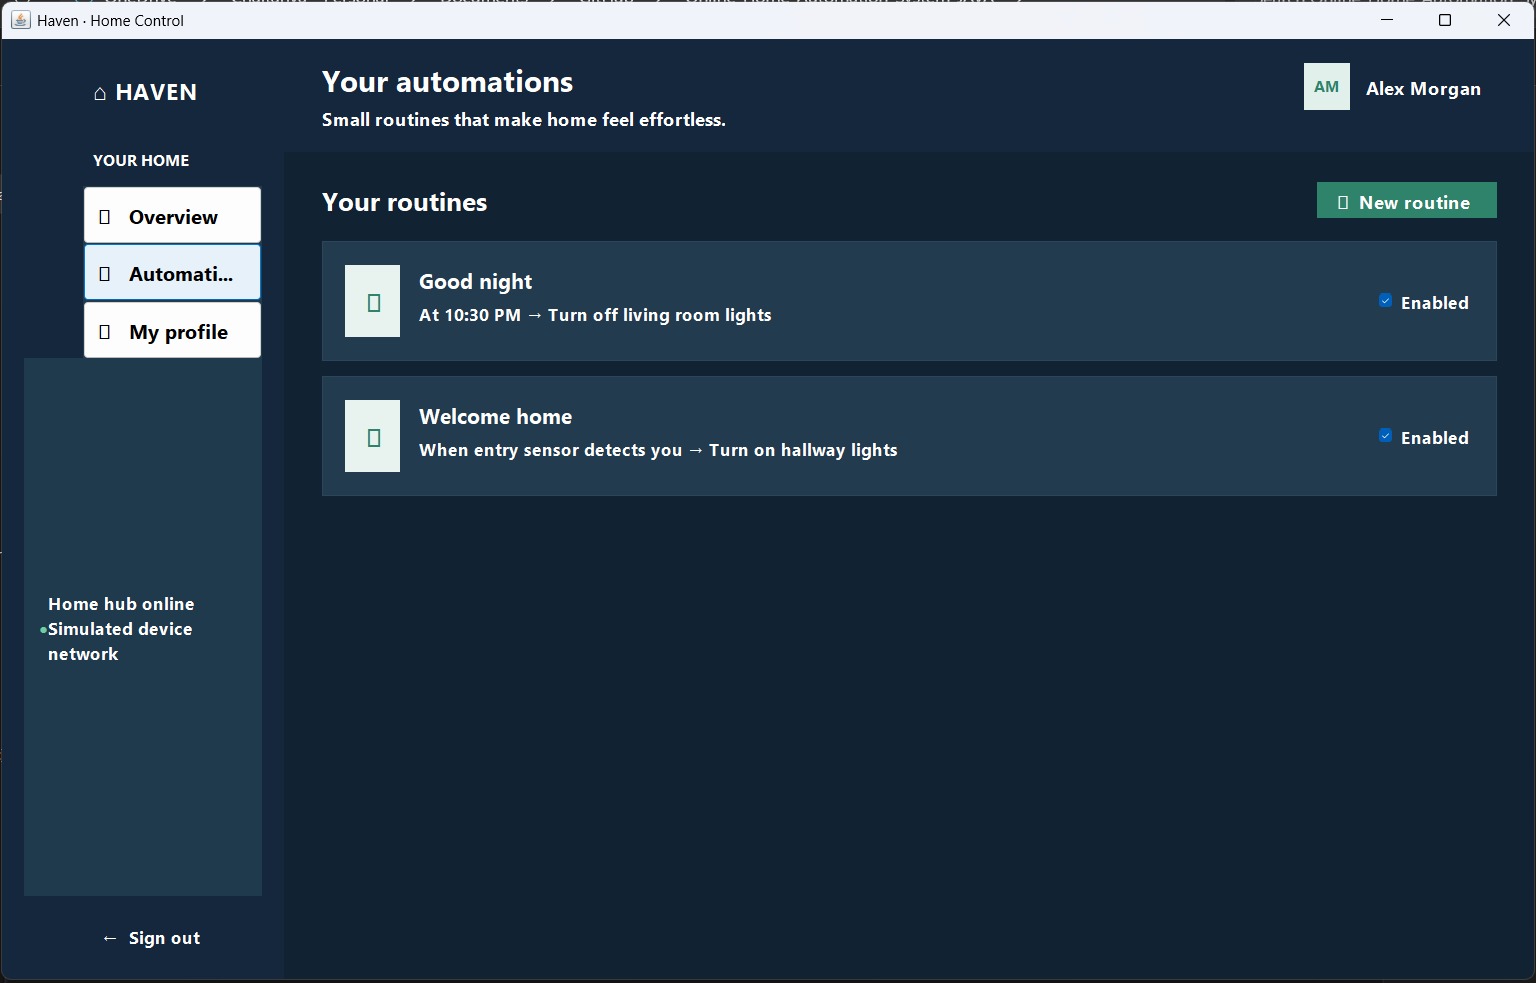 Haven · Home Control
⌂ HAVEN
YOUR HOME
Overview
Automati...
My profile
Home hub online
Simulated device
network
← Sign out
Your automations
Small routines that make home feel effortless.
AM
Alex Morgan
Your routines
New routine
Good night
At 10:30 PM → Turn off living room lights
Enabled
Welcome home
When entry sensor detects you → Turn on hallway lights
Enabled